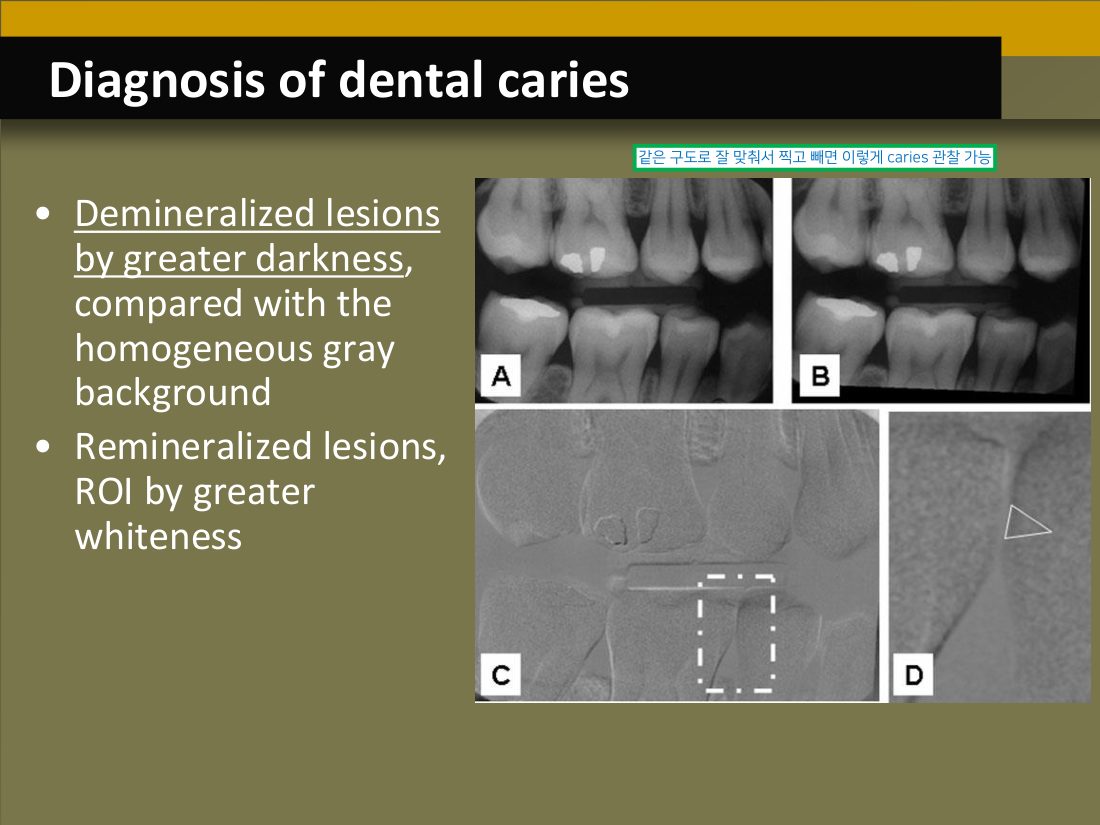 Diagnosis of dental caries
같은 구도로 잘 맞춰서 찍고 빼면 이렇게 caries 관찰 가능
• Demineralized lesions
by greater darkness,
compared with the
homogeneous gray
background
• Remineralized lesions,
ROI by greater
whiteness
A
B
C
D